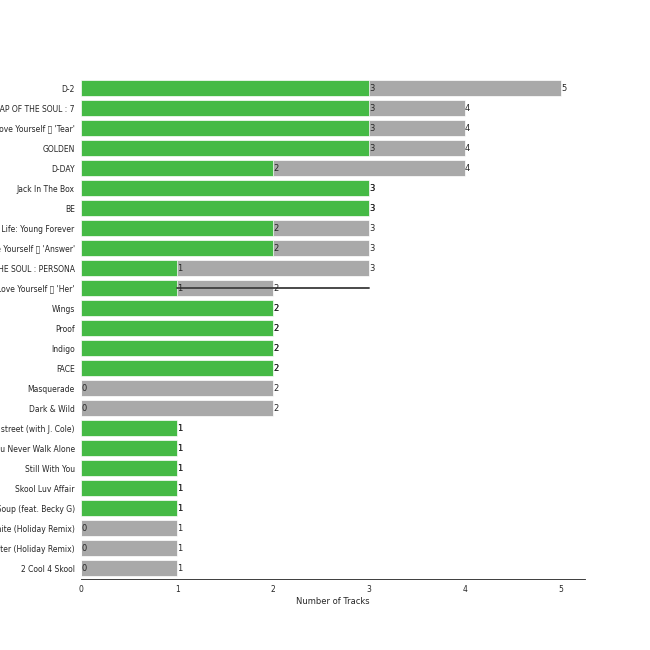 D-2 3 5
AP OF THE SOUL : 7 3 4
ove Yourself 'Tear' 3 4
GOLDEN 3 4
D-DAY 2 4
Jack In The Box 3
BE 3
Life: Young Forever 2 3
Yourself 'Answer' 2 3
HE SOUL : PERSONA 1 3
Love Yourself 'Her' 1 2
Wings 2
Proof 2
Indigo 2
FACE 2
Masquerade 0 2
Dark & Wild 0 2
street (with J. Cole) 1
u Never Walk Alone 1
Still With You 1
Skool Luv Affair 1
Soup (feat. Becky G) 1
ite (Holiday Remix) 0 1
ter (Holiday Remix) 0 1
2 Cool 4 Skool 0 1
0 1 2 3 4 5
Number of Tracks